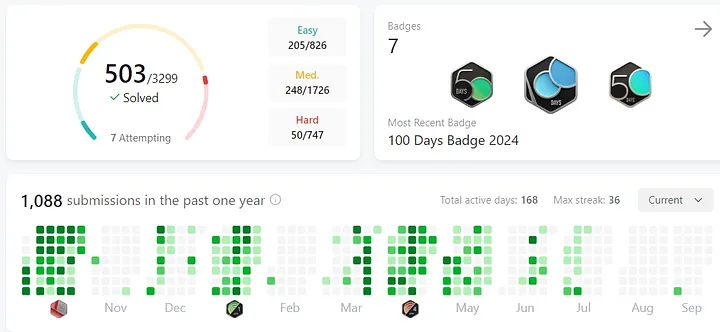 503/3299
Solved
7 Attempting
Easy
205/826
Med.
248/1726
Hard
50/747
Badges
7
50 DAYS
100 DAYS
50 DAYS
Most Recent Badge
100 Days Badge 2024
1,088 submissions in the past one year
Total active days: 168
Max streak: 36
Current
Nov
Dec
Feb
Mar
May
Jun
Jul
Aug
Sep